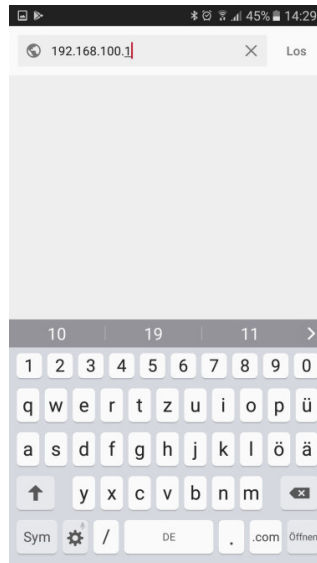 45% 14:29
192.168.100.1 Los
10 19 11
1 2 3 4 5 6 7 8 9 0
q w e r t z u i o p ü
a s d f g h j k l ö ä
y x c v b n m
Sym / DE . .com Öffnen